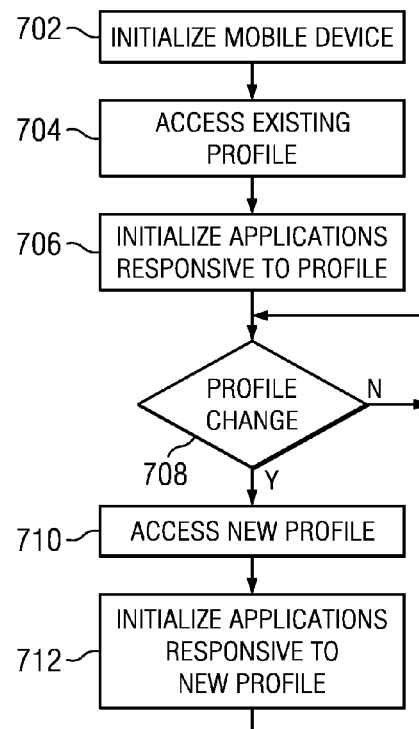 702
INITIALIZE MOBILE DEVICE
704
ACCESS EXISTING
PROFILE
706
INITIALIZE APPLICATIONS
RESPONSIVE TO PROFILE
PROFILE
CHANGE
N
708
Y
710
ACCESS NEW PROFILE
712
INITIALIZE APPLICATIONS
RESPONSIVE TO
NEW PROFILE